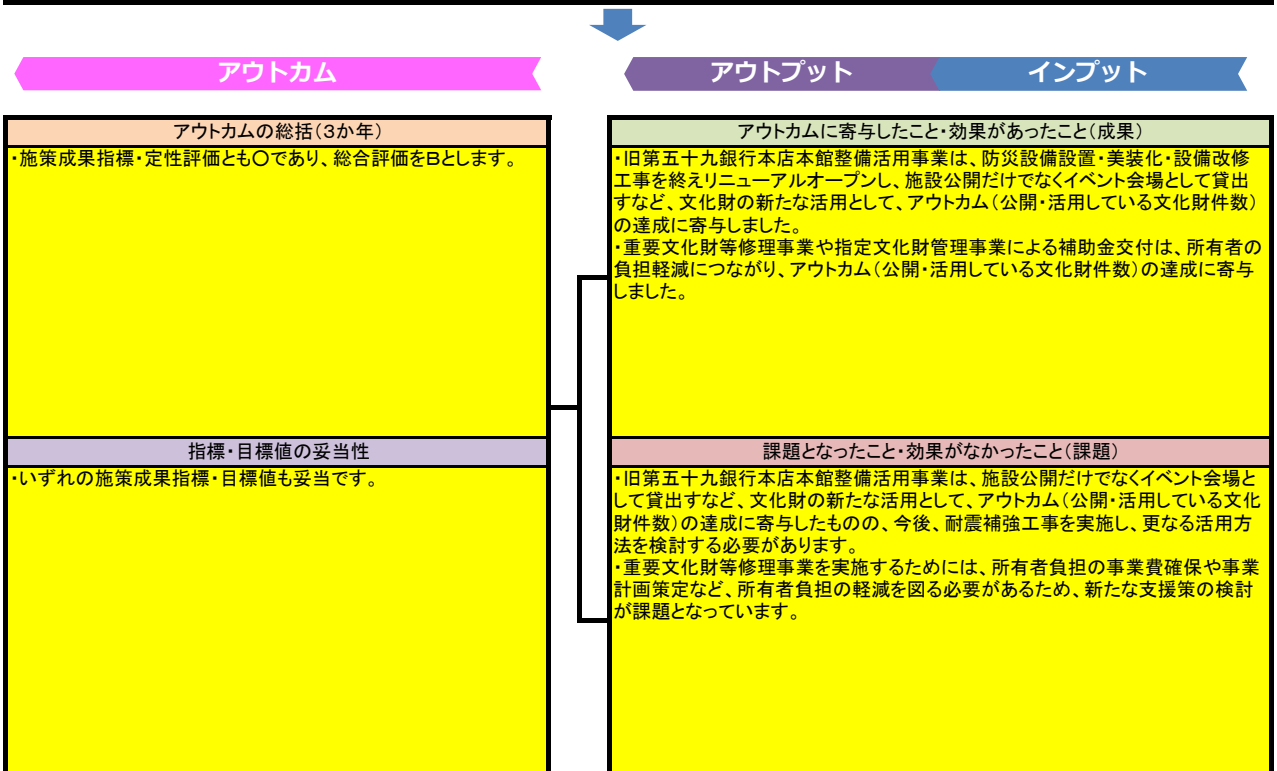 アウトカム
アウトプット
インプット
アウトカムの総括(3か年)
・施策成果指標・定性評価とも○であり、総合評価をBとします。
指標・目標値の妥当性
・いずれの施策成果指標・目標値も妥当です。
アウトカムに寄与したこと・効果があったこと(成果)
・旧第五十九銀行本店本館整備活用事業は、防災設備設置・美装化・設備改修
工事を終えリニューアルオープンし、施設公開だけでなくイベント会場として貸出
すなど、文化財の新たな活用として、アウトカム(公開・活用している文化財件数)
の達成に寄与しました。
・重要文化財等修理事業や指定文化財管理事業による補助金交付は、所有者の
負担軽減につながり、アウトカム(公開・活用している文化財件数)の達成に寄与
しました。
課題となったこと・効果がなかったこと(課題)
・旧第五十九銀行本店本館整備活用事業は、施設公開だけでなくイベント会場と
して貸出すなど、文化財の新たな活用として、アウトカム(公開・活用している文化
財件数)の達成に寄与したものの、今後、耐震補強工事を実施し、更なる活用方
法を検討する必要があります。
・重要文化財等修理事業を実施するためには、所有者負担の事業費確保や事業
計画策定など、所有者負担の軽減を図る必要があるため、新たな支援策の検討
が課題となっています。